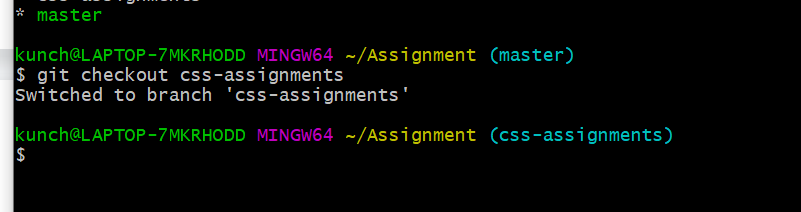 * master
kunch@LAPTOP-7MKRHODD MINGW64 ~/Assignment (master)
$ git checkout css-assignments
Switched to branch 'css-assignments'
kunch@LAPTOP-7MKRHODD MINGW64 ~/Assignment (css-assignments)
$